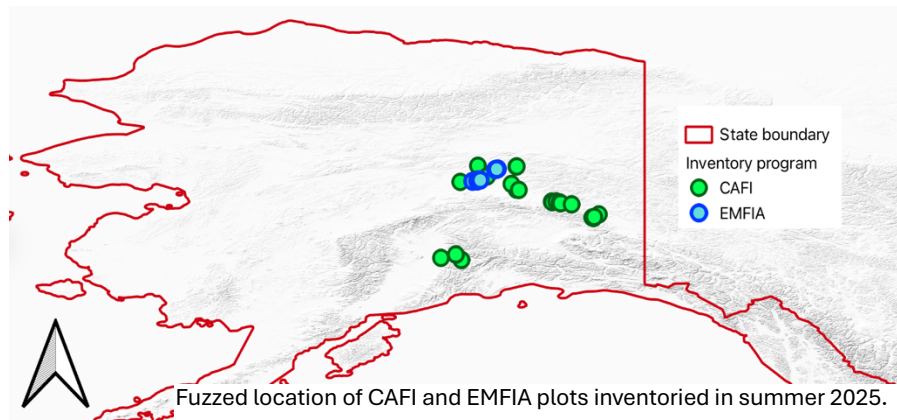 State boundary
Inventory program
CAFI
EMFIA
Fuzzed location of CAFI and EMFIA plots inventoried in summer 2025.